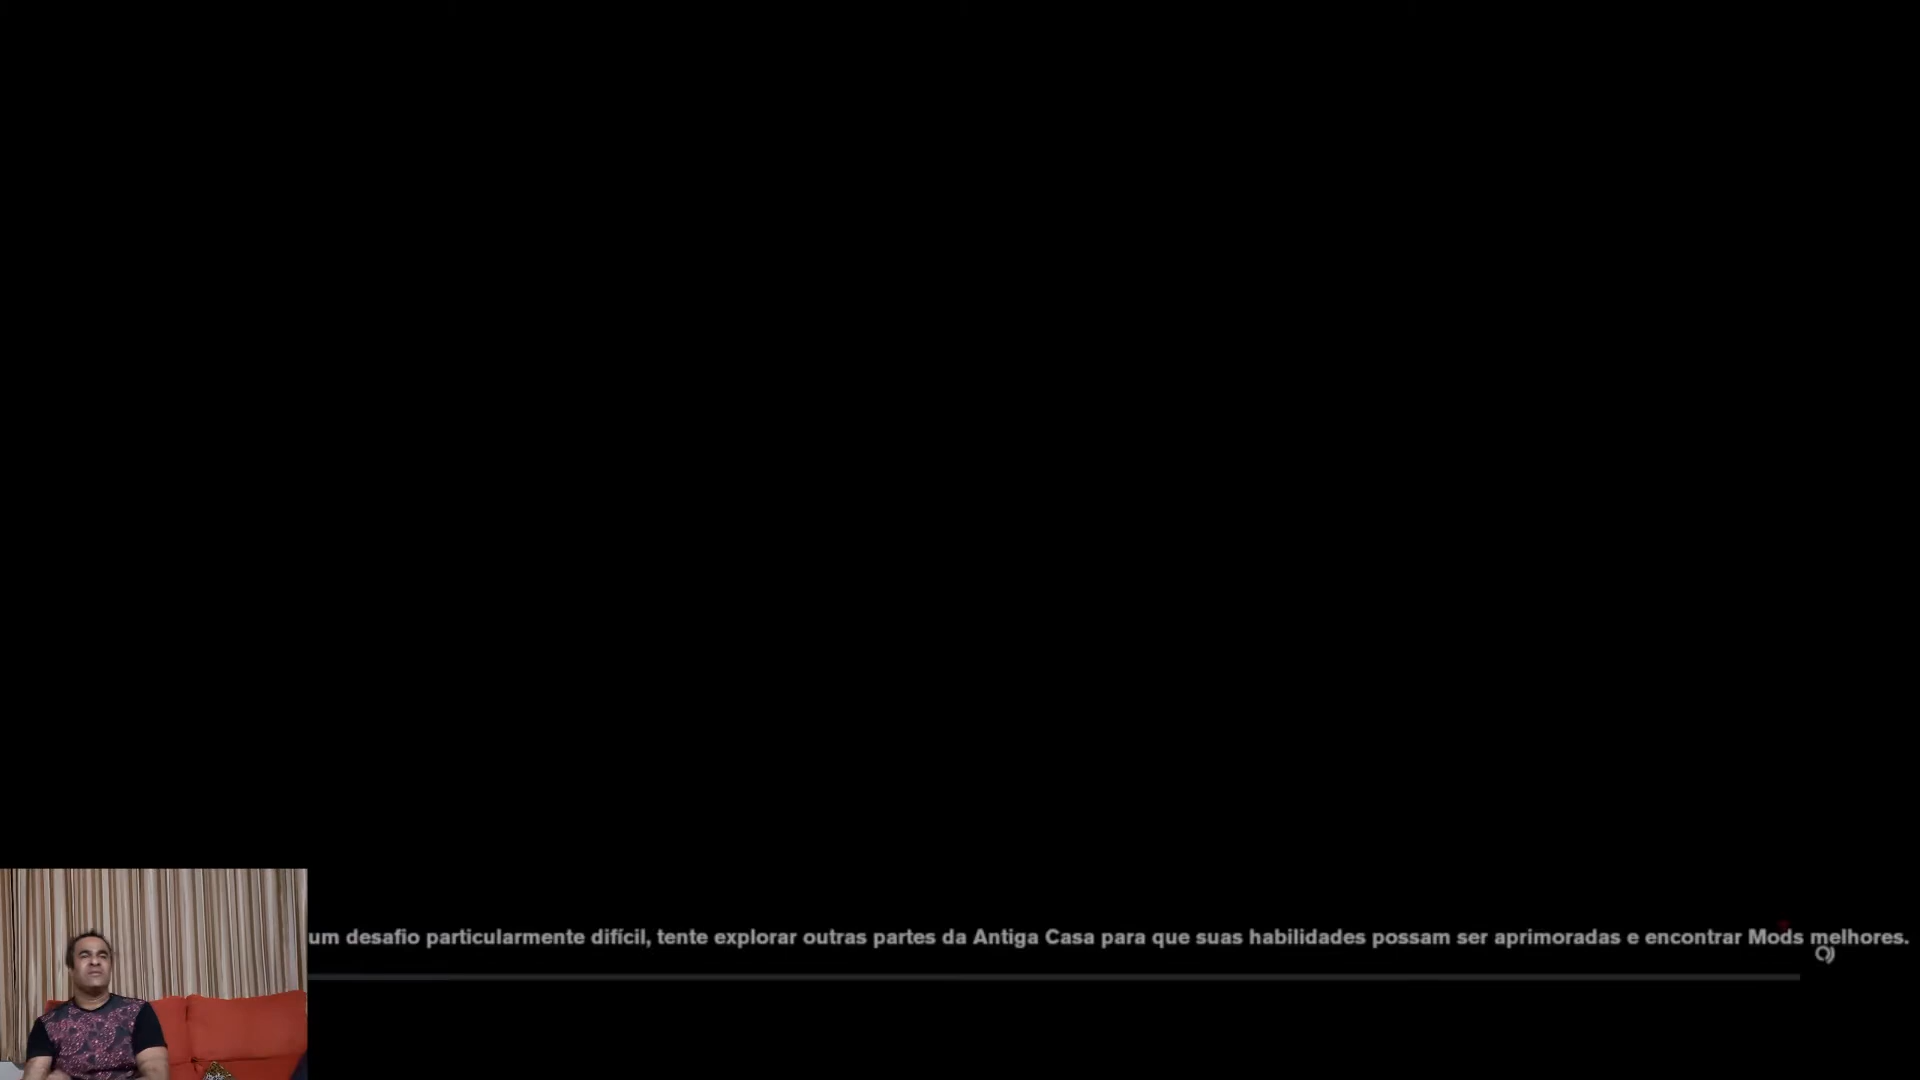 um desafio particularmente difícil, tente explorar outras partes da Antiga Casa para que suas habilidades possam ser aprimoradas e encontrar Mods melhores.